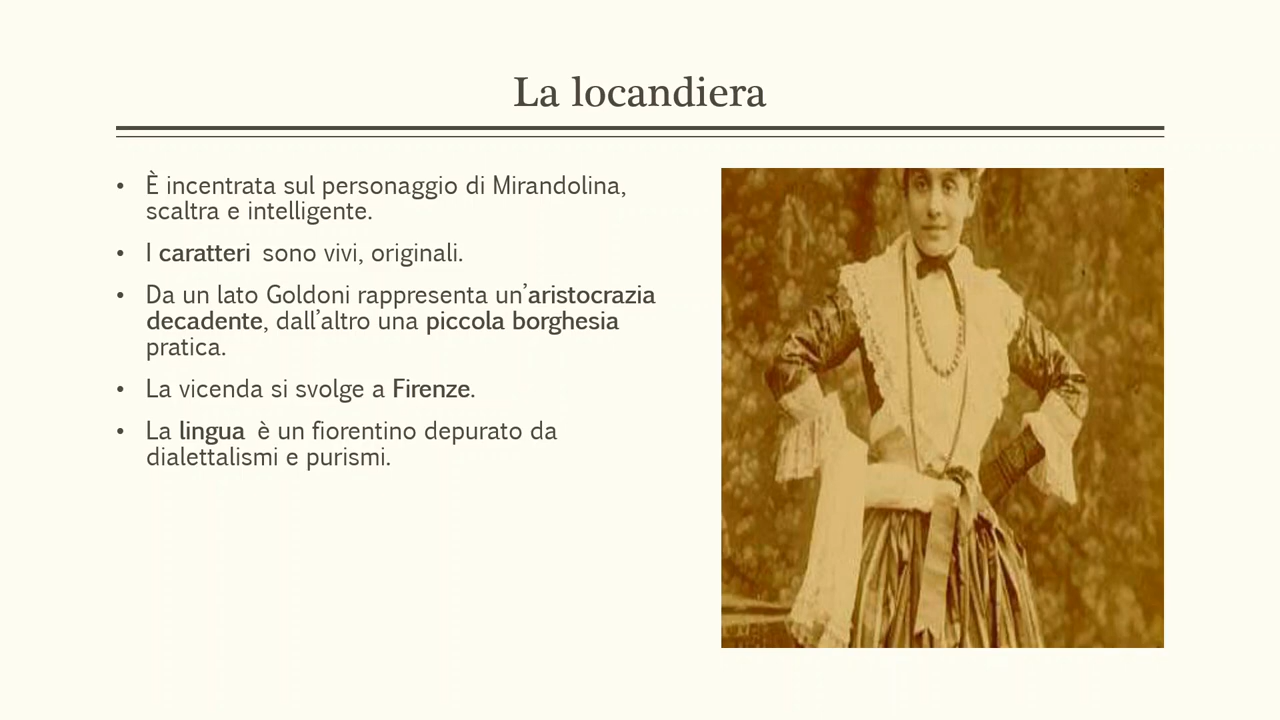 La locandiera
• È incentrata sul personaggio di Mirandolina,
scaltra e intelligente.
• I caratteri sono vivi, originali.
• Da un lato Goldoni rappresenta un’aristocrazia
decadente, dall’altro una piccola borghesia
pratica.
• La vicenda si svolge a Firenze.
• La lingua è un fiorentino depurato da
dialettalismi e purismi.